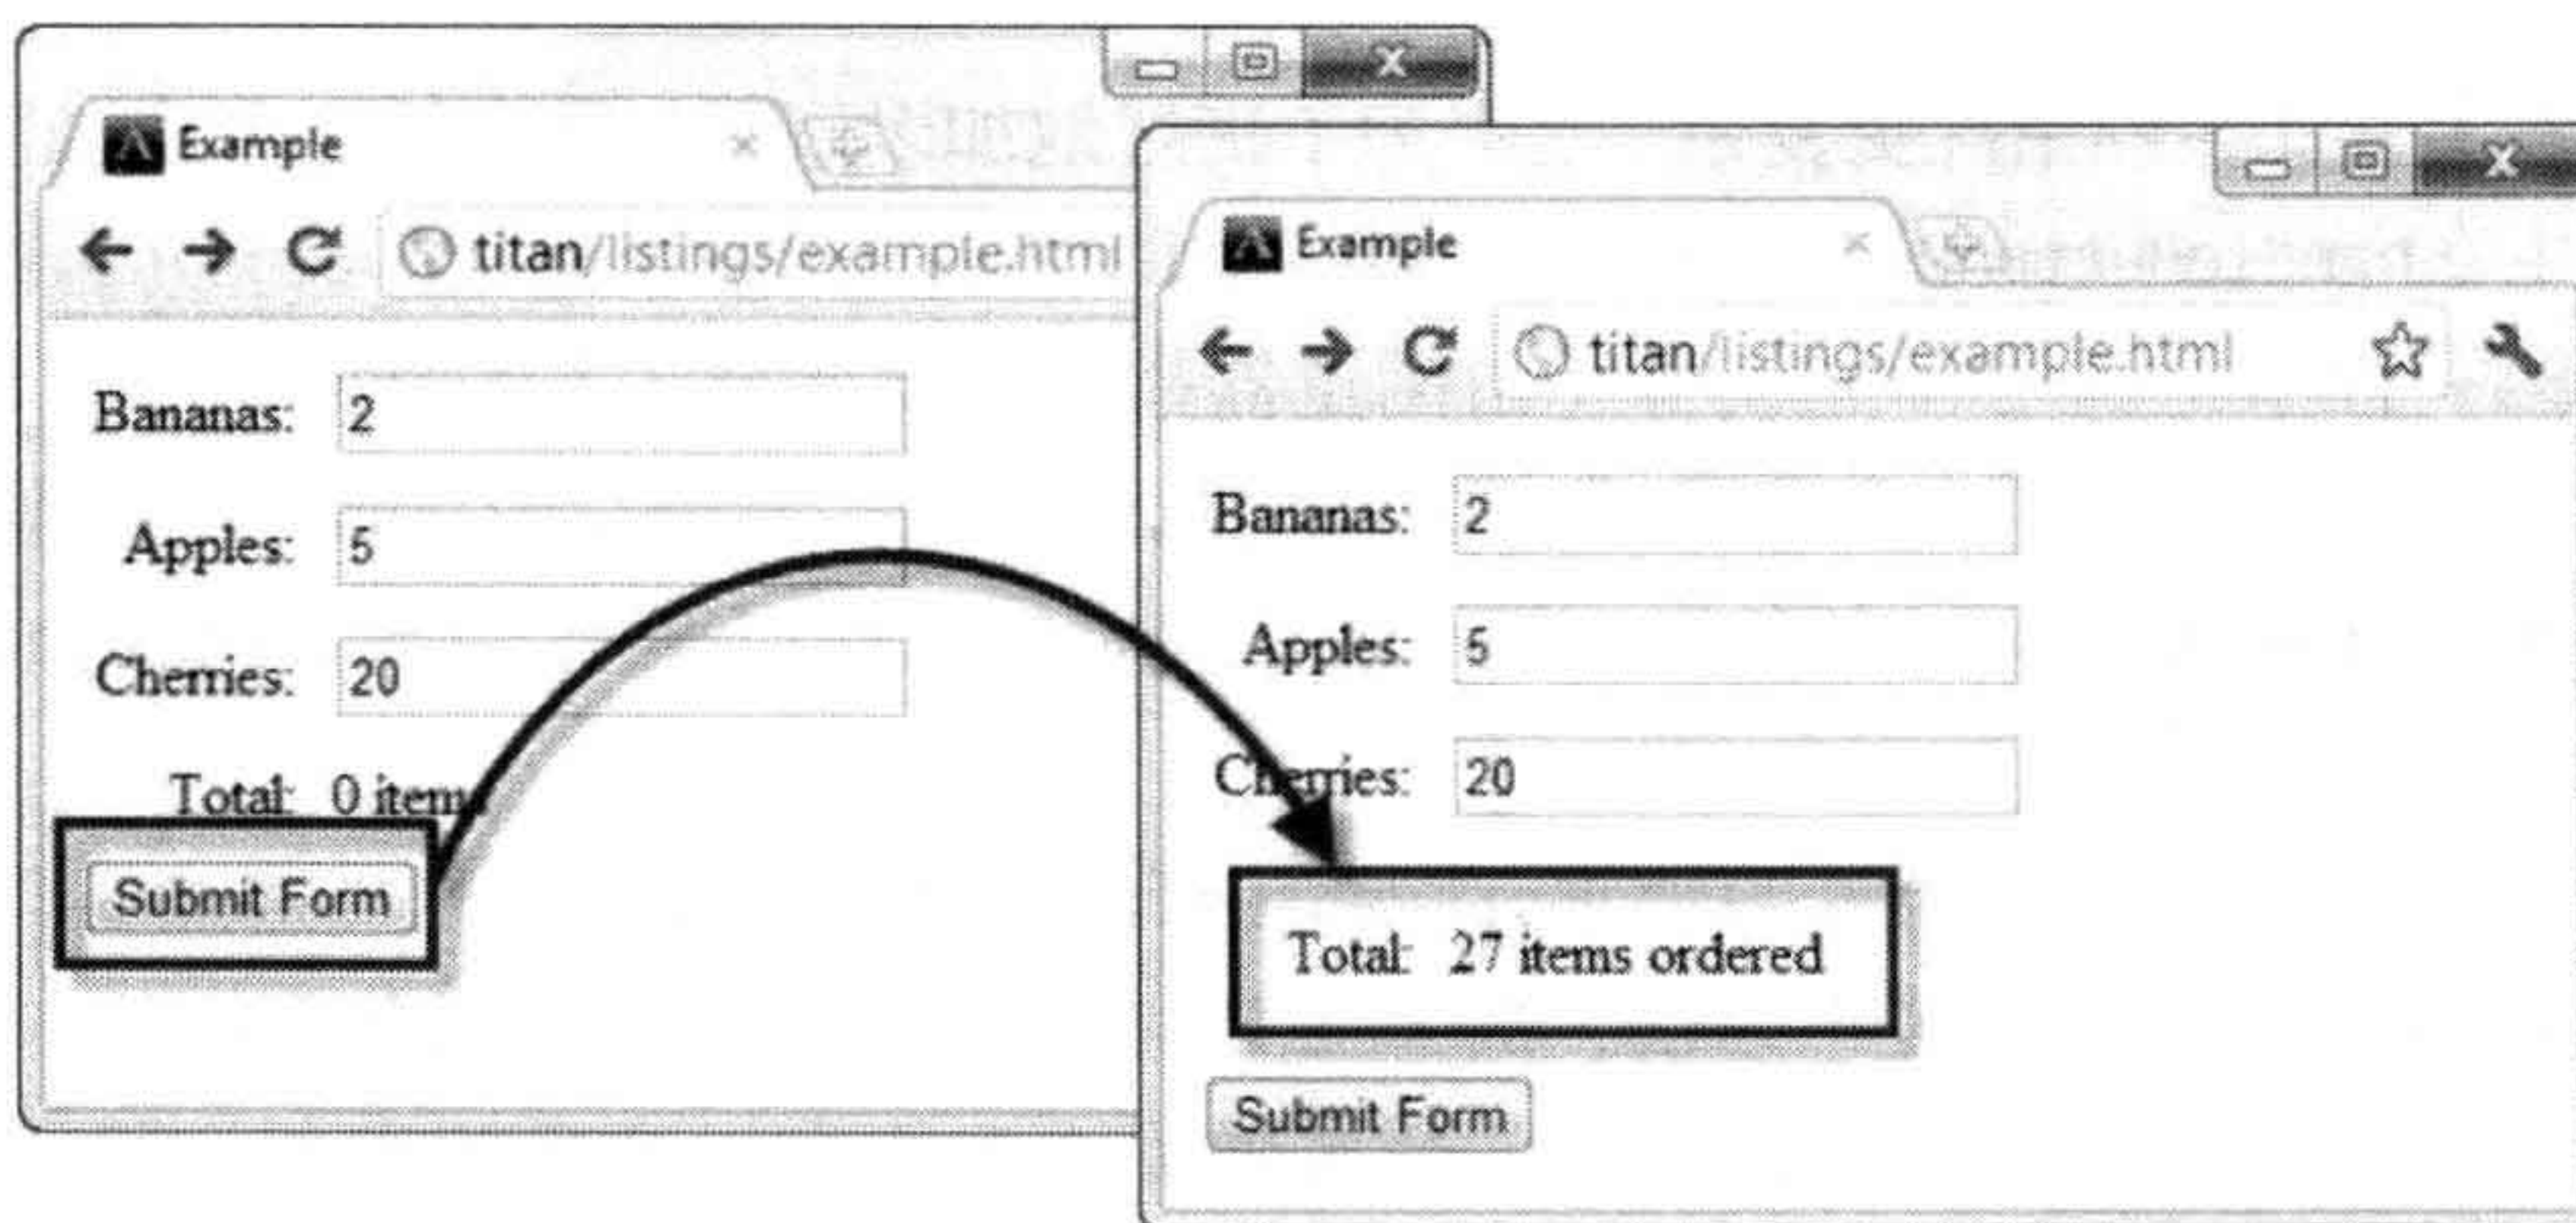 Example
titan/listings/example.html
Bananas: 2
Apples: 5
Cherries: 20
Total: 0 items
Submit Form
Example
titan/listings/example.html
Bananas: 2
Apples: 5
Cherries: 20
Total: 27 items ordered
Submit Form